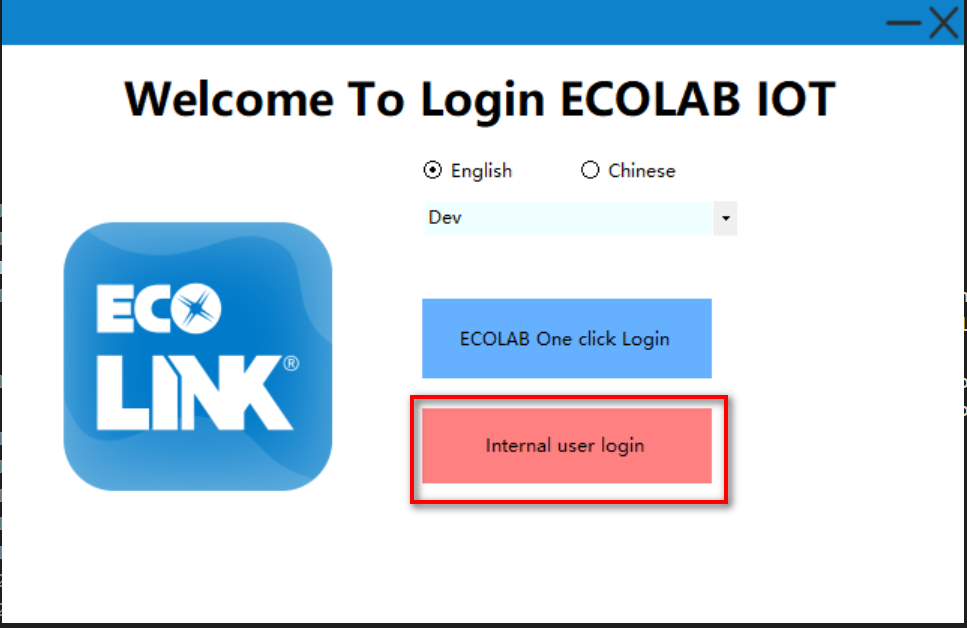 Welcome To Login ECOLAB IOT
English
Chinese
Dev
ECO
LINK®
ECOLAB One click Login
Internal user login